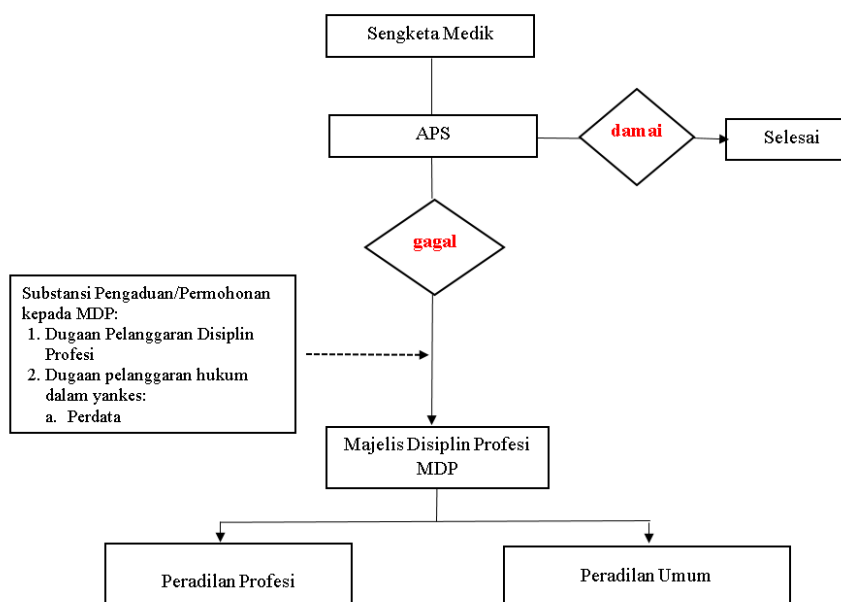 Sengketa Medik
APS
damai
Selesai
gagal
Substansi Pengaduan/Permohonan
kepada MDP:
1. Dugaan Pelanggaran Disiplin
Profesi
2. Dugaan pelanggaran hukum
dalam yankes:
a. Perdata
Majelis Disiplin Profesi
MDP
Peradilan Profesi
Peradilan Umum